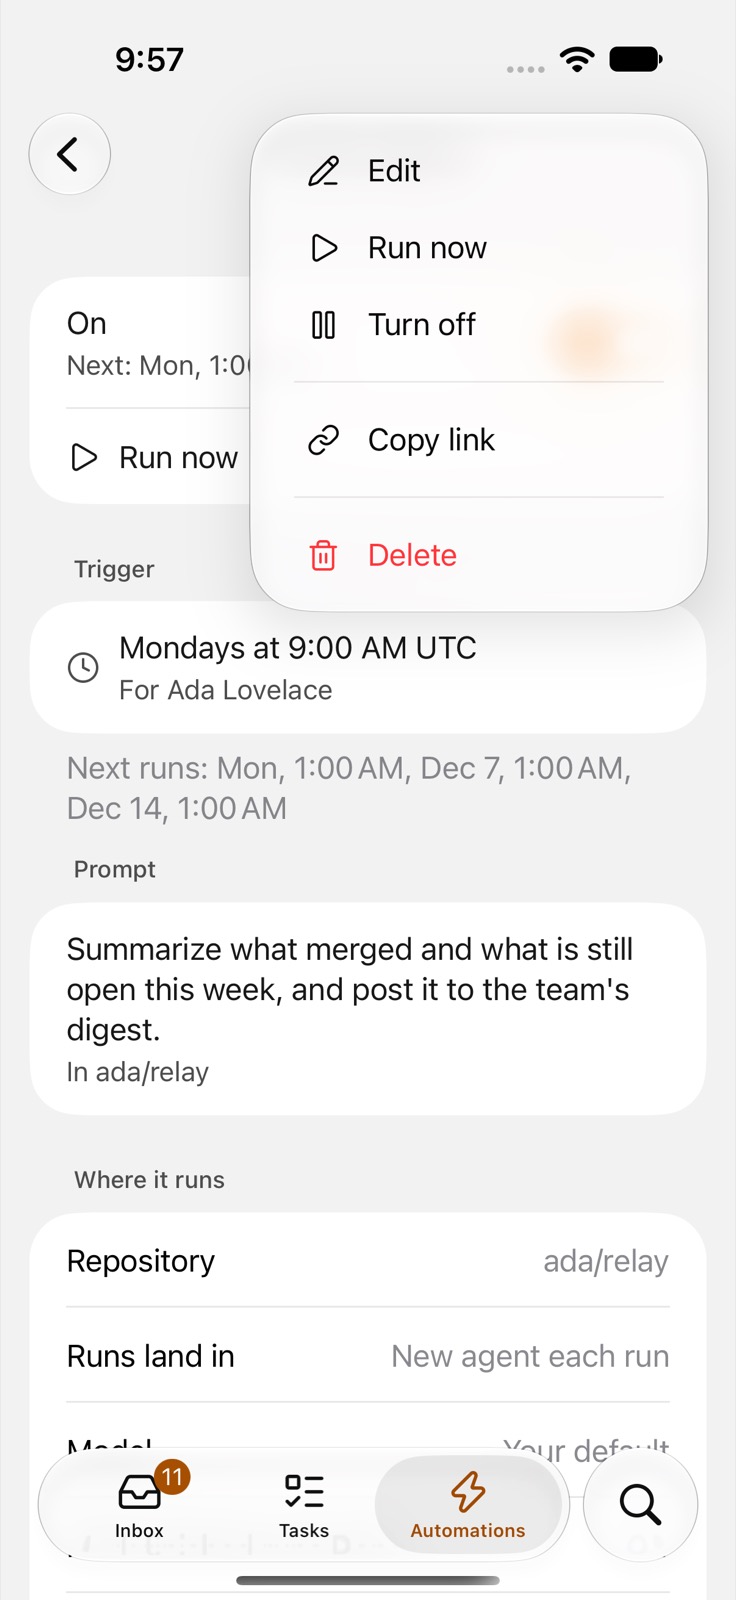 9:57
Edit
Run now
Turn off
Copy link
Delete
On
Next: Mon,
Run now
Trigger
Mondays at 9:00 AM UTC
For Ada Lovelace
Next runs: Mon, 1:00 AM, Dec 7, 1:00 AM,
Dec 14, 1:00 AM
Prompt
Summarize what merged and what is still
open this week, and post it to the team's
digest.
In ada/relay
Where it runs
Repository
ada/relay
Runs land in
New agent each run
Model
Your default
11
Inbox
Tasks
Automations